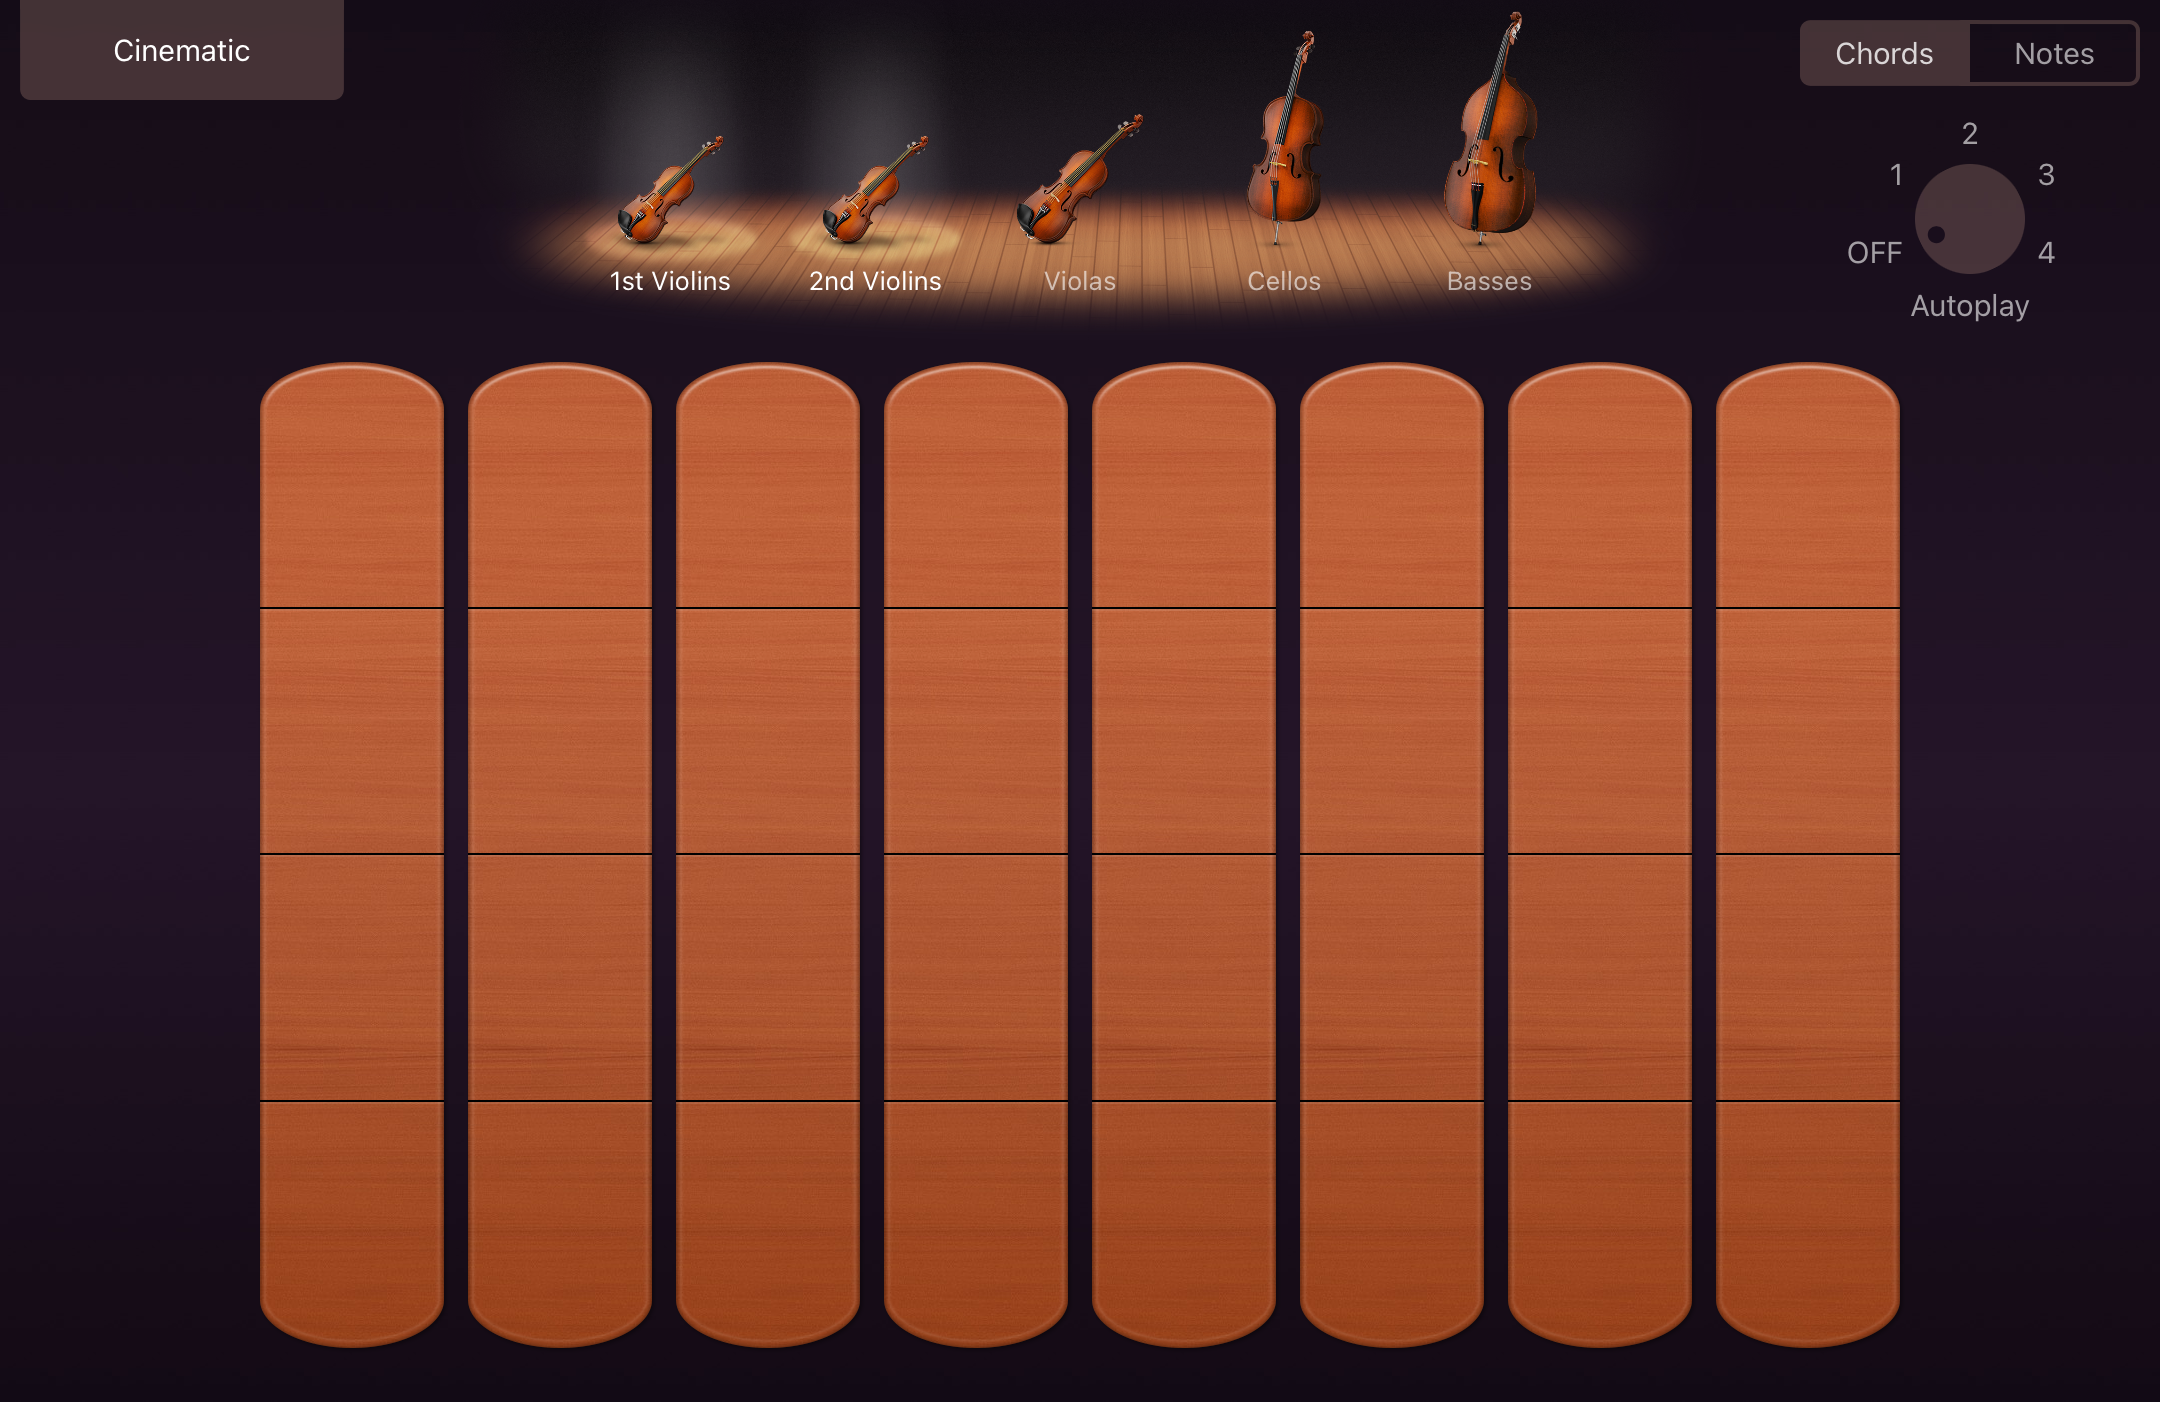 Cinematic
Chords
Notes
2
1
3
OFF
4
Autoplay
1st Violins
2nd Violins
Violas
Cellos
Basses